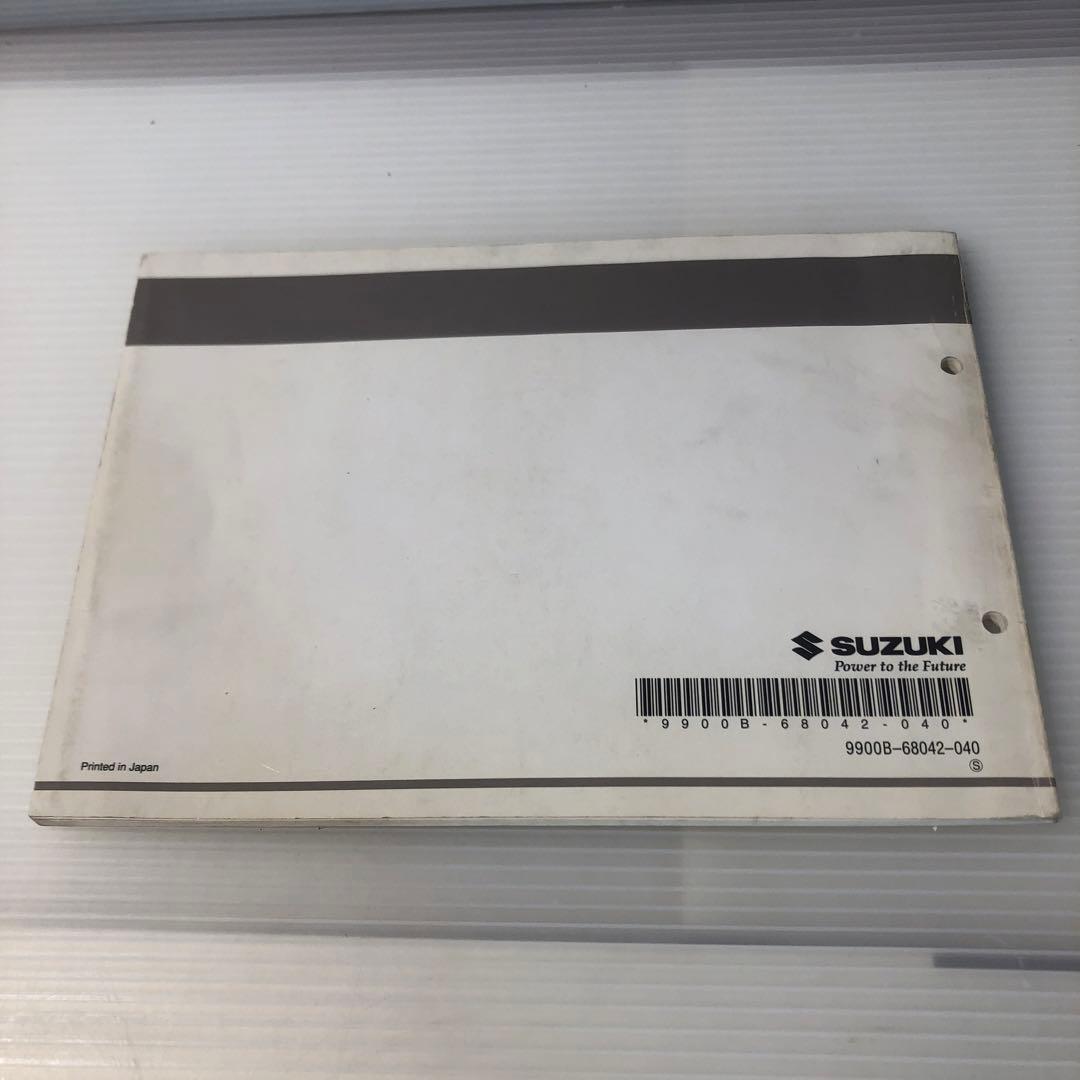 SUZUKI
Power to the Future
*9900B-68042-040*
9900B-68042-040
Ⓢ
Printed in Japan